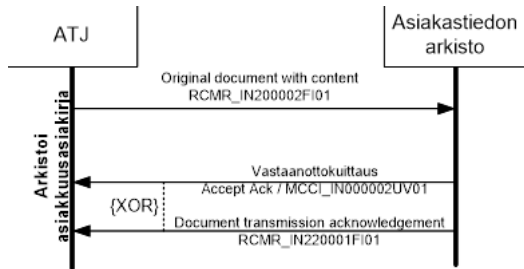 ATJ
Asiakastiedon
arkisto
Original document with content
RCMR_IN200002FI01
Arkistoi
asiakkuusasiakirja
Vastaanottokuittaus
Accept Ack / MCCI_IN000002UV01
{XOR}
Document transmission acknowledgement
RCMR_IN220001FI01